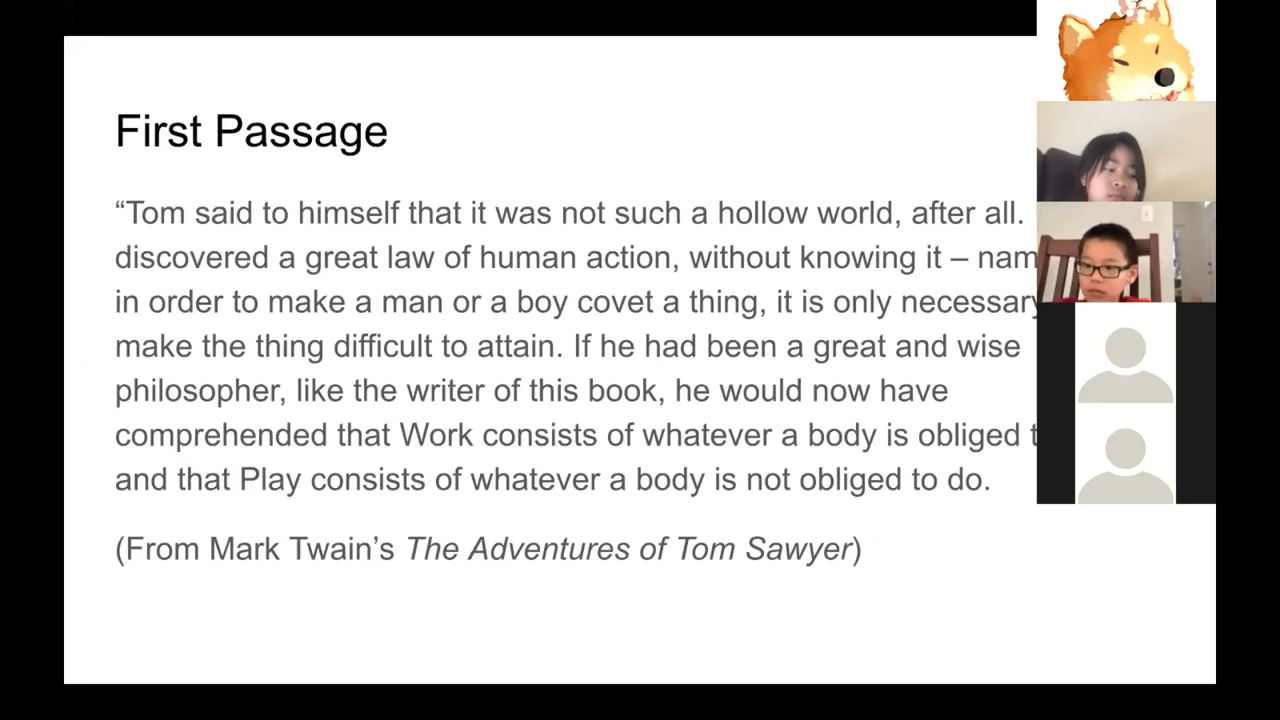 First Passage
“Tom said to himself that it was not such a hollow world, after all.
discovered a great law of human action, without knowing it – nam
in order to make a man or a boy covet a thing, it is only necessary
make the thing difficult to attain. If he had been a great and wise
philosopher, like the writer of this book, he would now have
comprehended that Work consists of whatever a body is obliged
and that Play consists of whatever a body is not obliged to do.
(From Mark Twain’s The Adventures of Tom Sawyer)